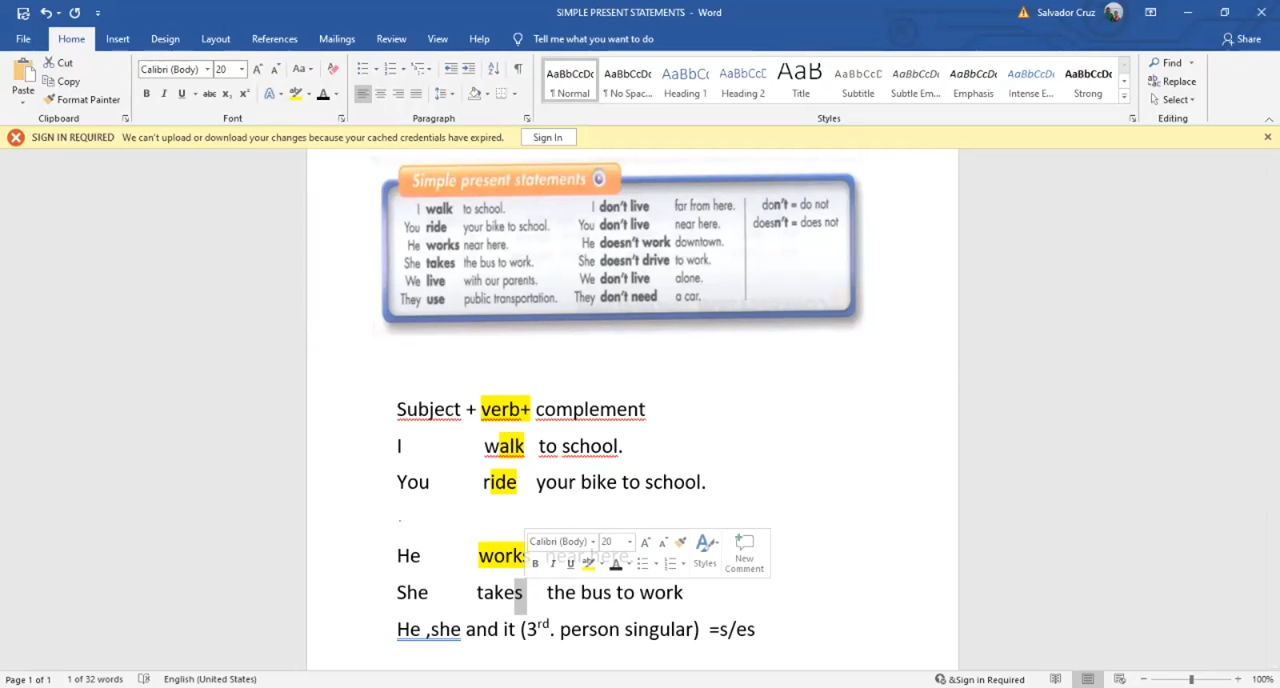 SIMPLE PRESENT STATEMENTS - Word
Salvador Cruz
File Home Insert Design Layout References Mailings Review View Help Tell me what you want to do Share
Paste
Cut
Copy
Format Painter
Clipboard
Calibri (Body) 20 Aa
B I U abc x₂ x² A A
Font
Paragraph
AaBbCcDc AaBbCcDc AaBbCc AaBbCcD AaB AaBbCcD AaBbCcDc AaBbCcDc AaBbCcDc AaBbCcDc
¶ Normal ¶ No Spac... Heading 1 Heading 2 Title Subtitle Subtle Em... Emphasis Intense E... Strong
Styles
Find
Replace
Select
Editing
SIGN IN REQUIRED We can't upload or download your changes because your cached credentials have expired. Sign In
Simple present statements
I walk to school. I don't live far from here. don't = do not
You ride your bike to school. You don't live near here. doesn't = does not
He works near here. He doesn't work downtown.
She takes the bus to work. She doesn't drive to work.
We live with our parents. We don't live alone.
They use public transportation. They don't need a car.
Subject + verb+ complement
I walk to school.
You ride your bike to school.
.
He works near here.
Calibri (Body) 20
B I U A Styles New Comment
She takes the bus to work
He ,she and it (3rd. person singular) =s/es
Page 1 of 1 1 of 32 words English (United States) &Sign in Required 100%